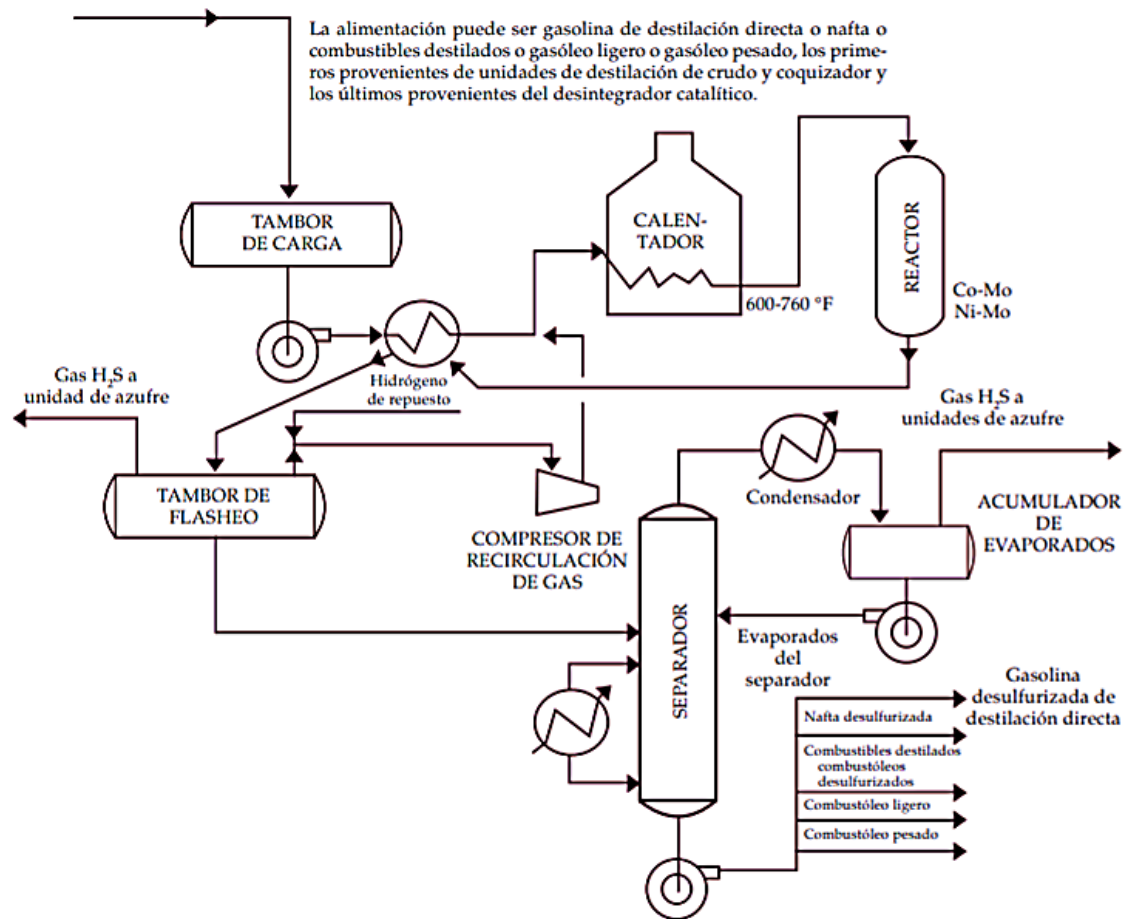 La alimentación puede ser gasolina de destilación directa o nafta o
combustibles destilados o gasóleo ligero o gasóleo pesado, los prime-
ros provenientes de unidades de destilación de crudo y coquizador y
los últimos provenientes del desintegrador catalítico.
TAMBOR
DE CARGA
CALEN-
TADOR
REACTOR
600-760 °F
Co-Mo
Ni-Mo
Gas H₂S a
unidad de azufre
Hidrógeno
de repuesto
Gas H₂S a
unidades de azufre
TAMBOR DE
FLASHEO
Condensador
COMPRESOR DE
RECIRCULACIÓN
DE GAS
ACUMULADOR
DE
EVAPORADOS
SEPARADOR
Evaporados
del
separador
Gasolina
desulfurizada de
destilación directa
Nafta desulfurizada
Combustibles destilados
combustóleos
desulfurizados
Combustóleo ligero
Combustóleo pesado